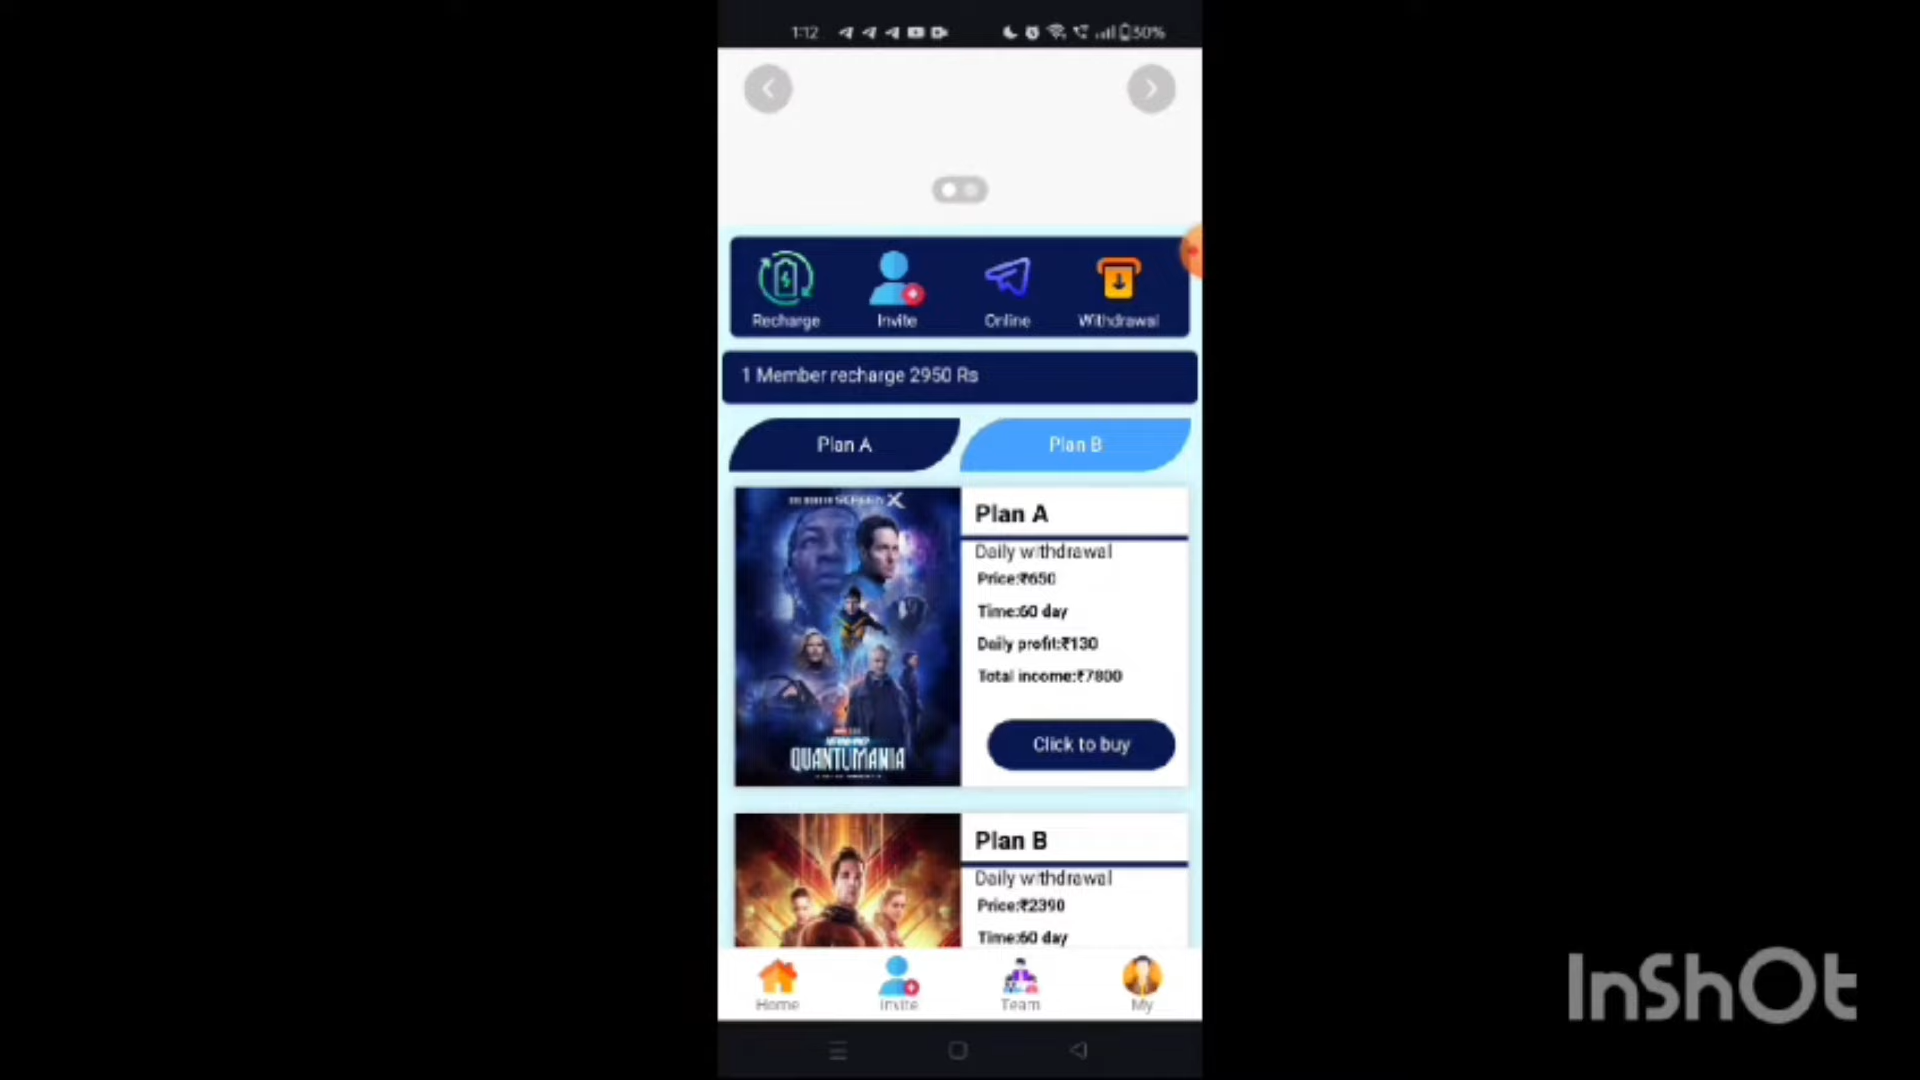 1:12
30%
Recharge Invite Online Withdrawal
1 Member recharge 2950 Rs
Plan A Plan B
Plan A
Daily withdrawal
Price:₹650
Time:60 day
Daily profit:₹130
Total income:₹7800
Click to buy
QUANTUMANIA
Plan B
Daily withdrawal
Price:₹2390
Time:60 day
Home Invite Team My
InShOt